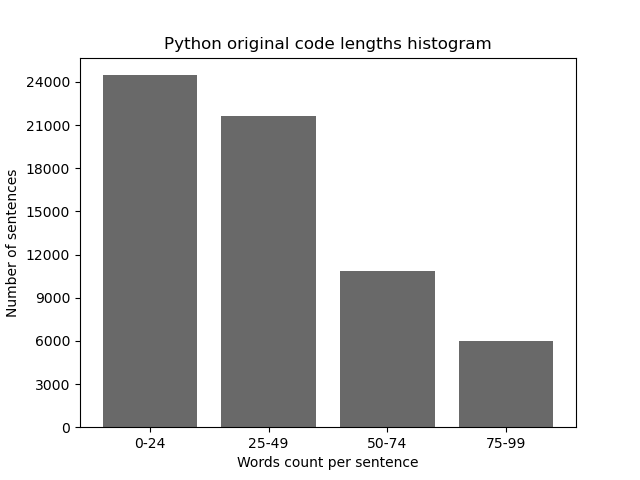 Python original code lengths histogram
24000
21000
18000
15000
12000
9000
6000
3000
0
Number of sentences
0-24 25-49 50-74 75-99
Words count per sentence